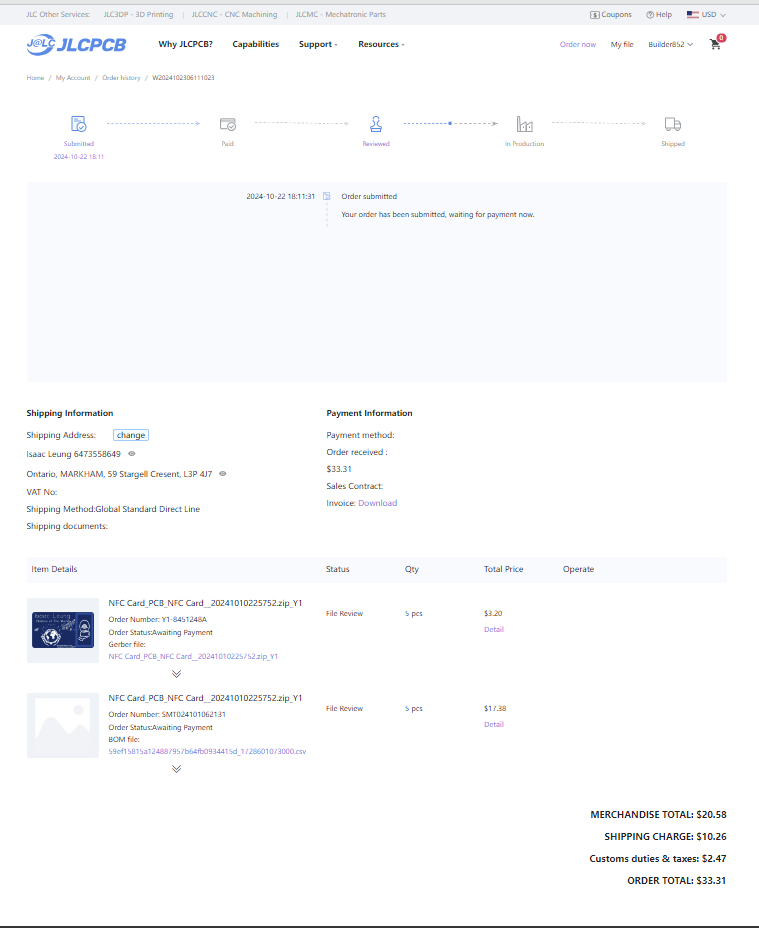 JLC Other Services: JLC3DP - 3D Printing | JLCCNC - CNC Machining | JLCMC - Mechatronic Parts Coupons Help USD
J@LC JLCPCB Why JLCPCB? Capabilities Support Resources Order now My file Builder852 0
Home / My Account / Order history / W2024102306111023
Submitted Paid Reviewed In Production Shipped
2024-10-22 18:11
2024-10-22 18:11:31 Order submitted
Your order has been submitted, waiting for payment now.
Shipping Information Payment Information
Shipping Address: change Payment method:
Isaac Leung 6473558649 Order received :
Ontario, MARKHAM, 59 Stargell Cresent, L3P 4J7 $33.31
VAT No: Sales Contract:
Shipping Method:Global Standard Direct Line Invoice: Download
Shipping documents:
Item Details Status Qty Total Price Operate
NFC Card_PCB_NFC Card__20241010225752.zip_Y1
Isaac Leung
Order Number: Y1-8451248A File Review 5 pcs $3.20
Order Status:Awaiting Payment Detail
Gerber file:
NFC Card_PCB_NFC Card__20241010225752.zip_Y1
NFC Card_PCB_NFC Card__20241010225752.zip_Y1
Order Number: SMT024101062131 File Review 5 pcs $17.38
Order Status:Awaiting Payment Detail
BOM file:
59ef15815a124887957b64fb0934415d_1728601073000.csv
MERCHANDISE TOTAL: $20.58
SHIPPING CHARGE: $10.26
Customs duties & taxes: $2.47
ORDER TOTAL: $33.31